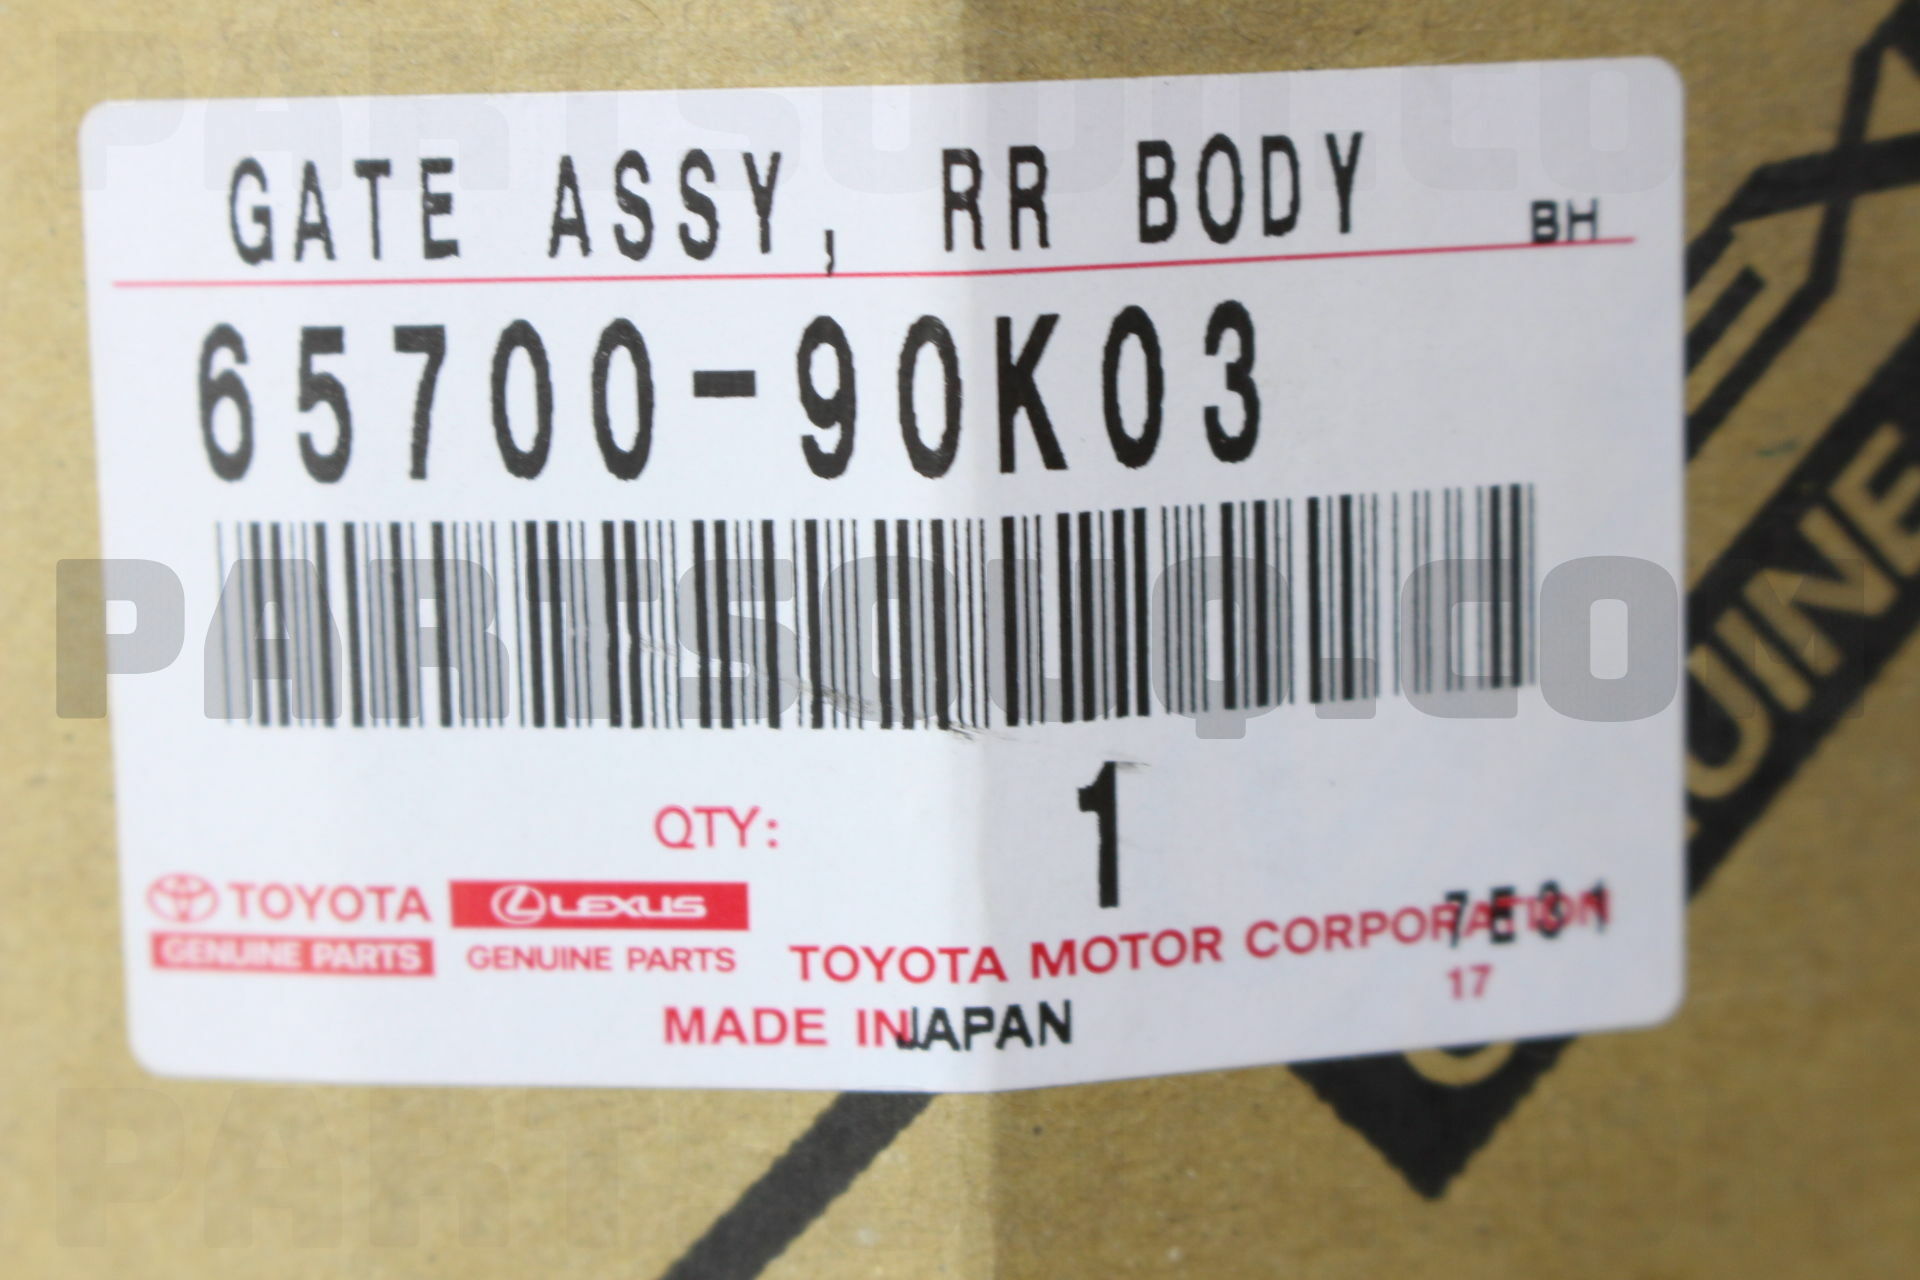 GATE ASSY, RR BODY BH
65700-90K03
PARTSOUQ.COM
QTY: 1
TOYOTA LEXUS 7E31
GENUINE PARTS GENUINE PARTS TOYOTA MOTOR CORPORATION
17
MADE IN JAPAN